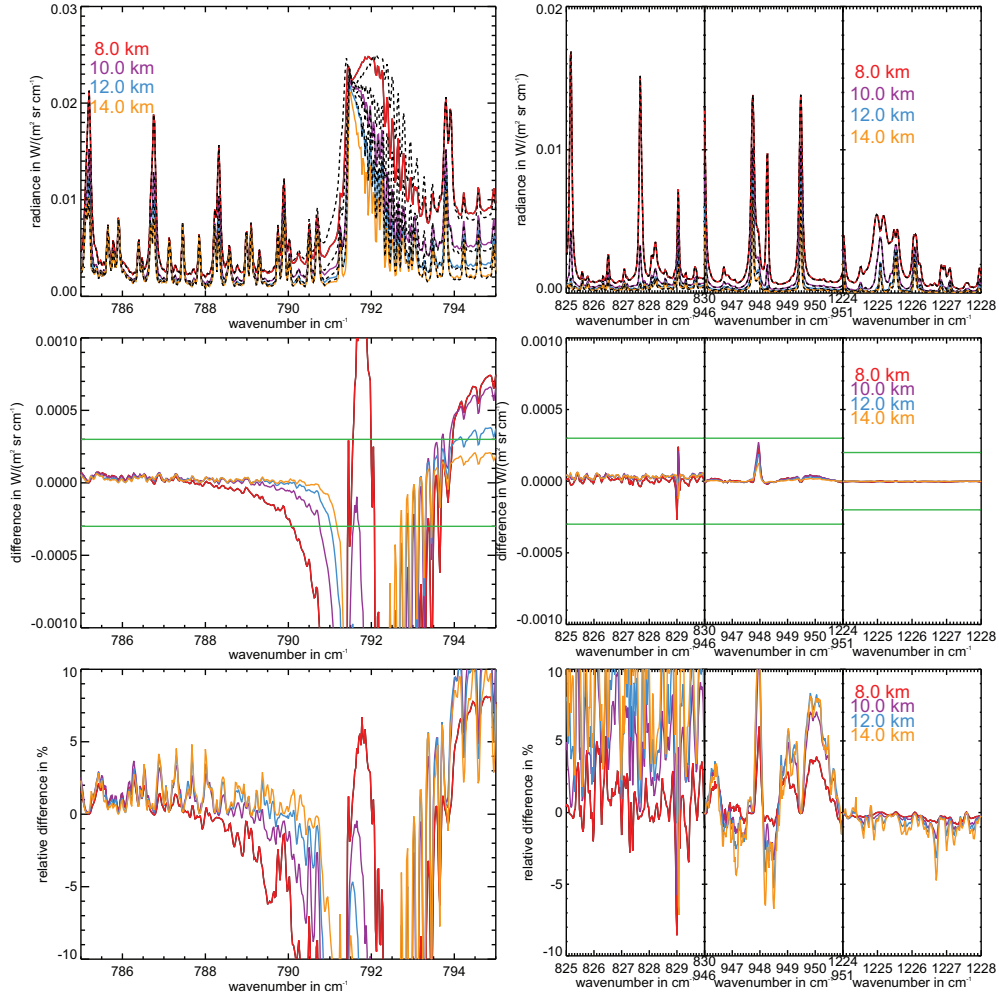 0.03
0.02
0.01
0.00
radiance in W/(m² sr cm⁻¹)
8.0 km
10.0 km
12.0 km
14.0 km
786 788 790 792 794
wavenumber in cm⁻¹
0.02
0.01
0.00
radiance in W/(m² sr cm⁻¹)
8.0 km
10.0 km
12.0 km
14.0 km
825 826 827 828 829 830
946 947 948 949 950 951
1224 1225 1226 1227 1228
wavenumber in cm⁻¹ wavenumber in cm⁻¹ wavenumber in cm⁻¹
0.0010
0.0005
0.0000
-0.0005
-0.0010
difference in W/(m² sr cm⁻¹)
786 788 790 792 794
wavenumber in cm⁻¹
0.0010
0.0005
0.0000
-0.0005
-0.0010
difference in W/(m² sr cm⁻¹)
8.0 km
10.0 km
12.0 km
14.0 km
825 826 827 828 829 830
946 947 948 949 950 951
1224 1225 1226 1227 1228
wavenumber in cm⁻¹ wavenumber in cm⁻¹ wavenumber in cm⁻¹
10
5
0
-5
-10
relative difference in %
786 788 790 792 794
wavenumber in cm⁻¹
10
5
0
-5
-10
relative difference in %
8.0 km
10.0 km
12.0 km
14.0 km
825 826 827 828 829 830
946 947 948 949 950 951
1224 1225 1226 1227 1228
wavenumber in cm⁻¹ wavenumber in cm⁻¹ wavenumber in cm⁻¹